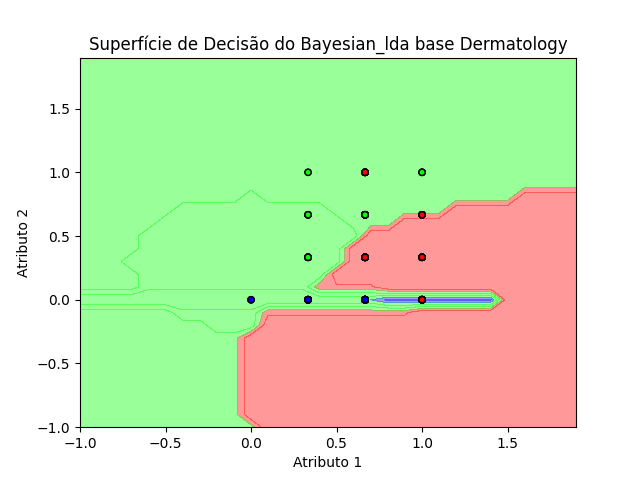 Superfície de Decisão do Bayesian_lda base Dermatology
1.5
1.0
0.5
0.0
−0.5
−1.0
Atributo 2
−1.0 −0.5 0.0 0.5 1.0 1.5
Atributo 1